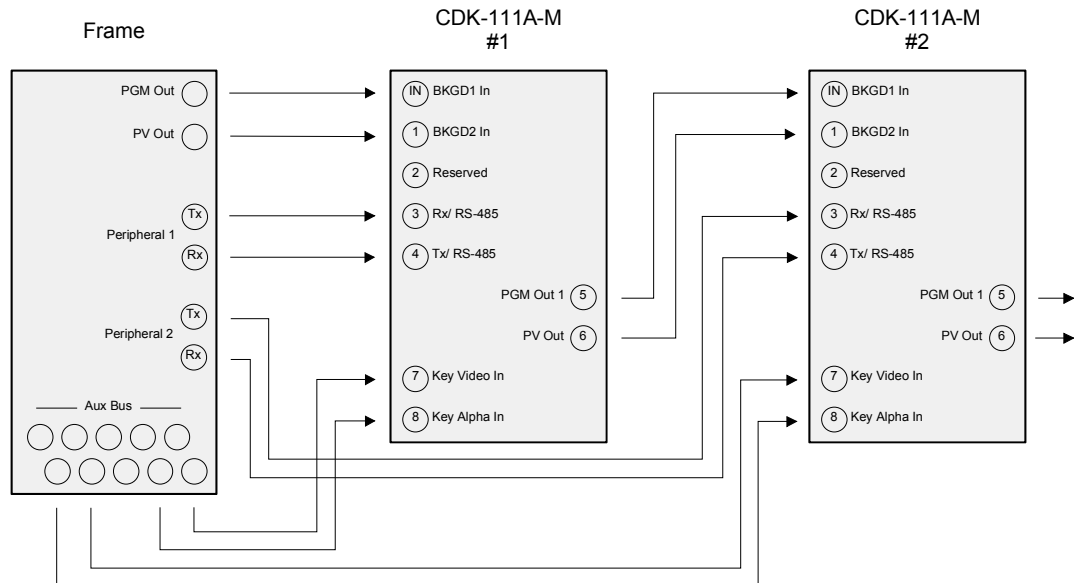 Frame
PGM Out
PV Out
Tx
Peripheral 1
Rx
Tx
Peripheral 2
Rx
Aux Bus
CDK-111A-M
#1
IN BKGD1 In
1 BKGD2 In
2 Reserved
3 Rx/ RS-485
4 Tx/ RS-485
PGM Out 1 5
PV Out 6
7 Key Video In
8 Key Alpha In
CDK-111A-M
#2
IN BKGD1 In
1 BKGD2 In
2 Reserved
3 Rx/ RS-485
4 Tx/ RS-485
PGM Out 1 5
PV Out 6
7 Key Video In
8 Key Alpha In